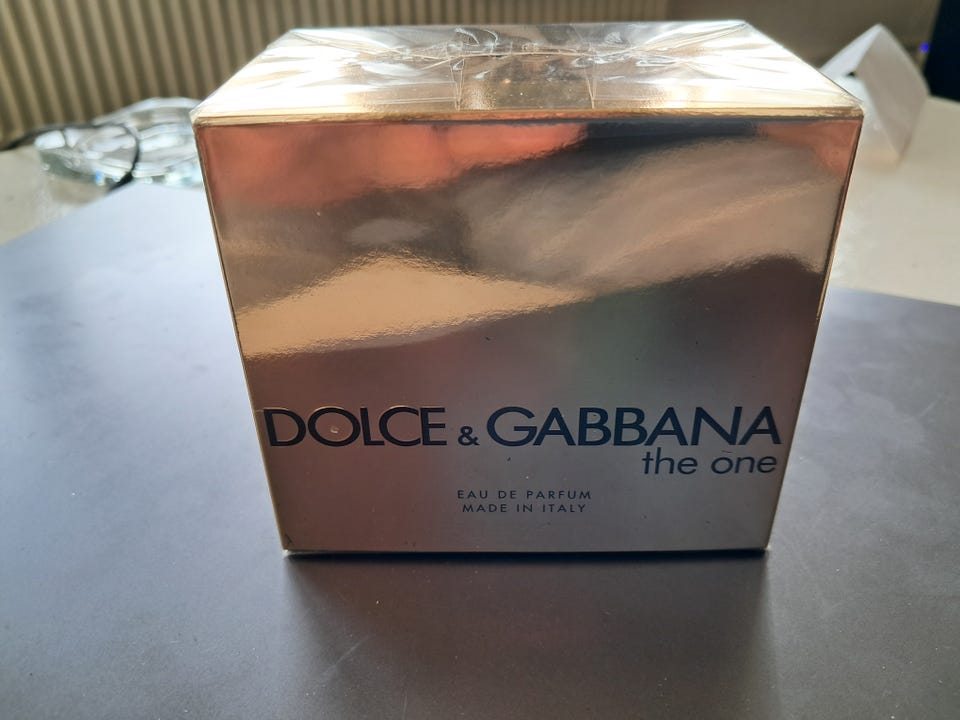 DOLCE & GABBANA
the one
EAU DE PARFUM
MADE IN ITALY